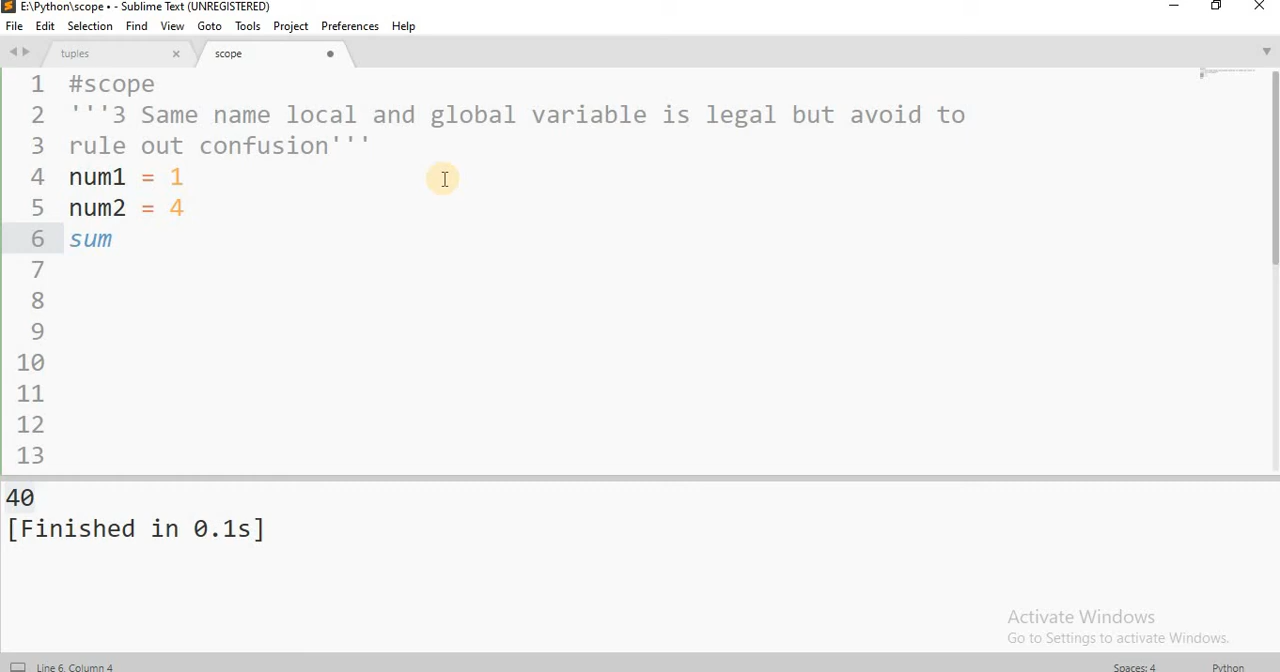 E:\Python\scope • - Sublime Text (UNREGISTERED)
File Edit Selection Find View Goto Tools Project Preferences Help
tuples scope
1 #scope
2 '''3 Same name local and global variable is legal but avoid to
3 rule out confusion'''
4 num1 = 1
5 num2 = 4
6 sum
7
8
9
10
11
12
13
40
[Finished in 0.1s]
Activate Windows
Go to Settings to activate Windows.
Line 6, Column 4 Spaces: 4 Python